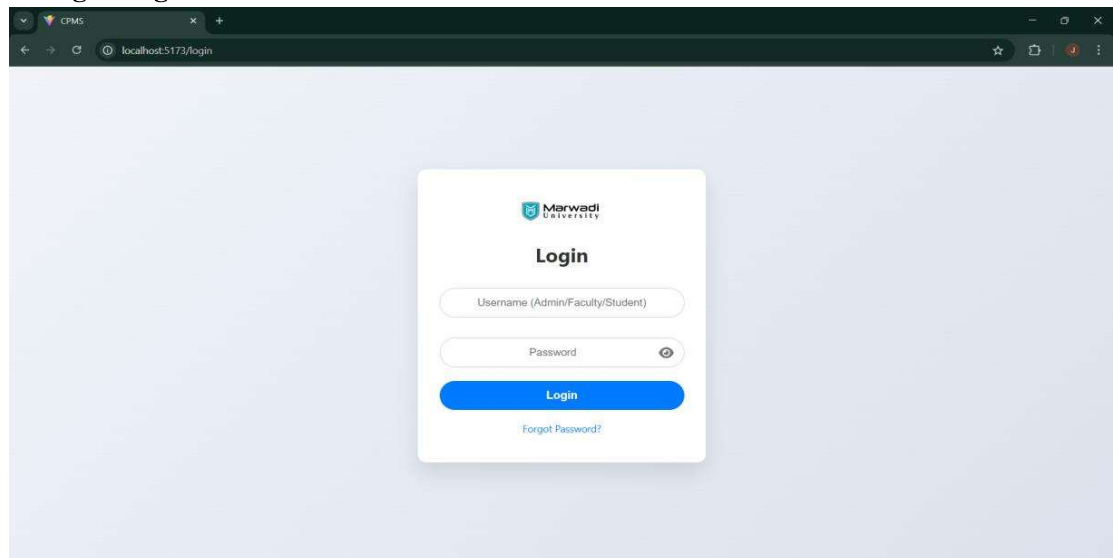 CPMS
localhost:5173/login
J
Marwadi
University
Login
Username (Admin/Faculty/Student)
Password
Login
Forgot Password?